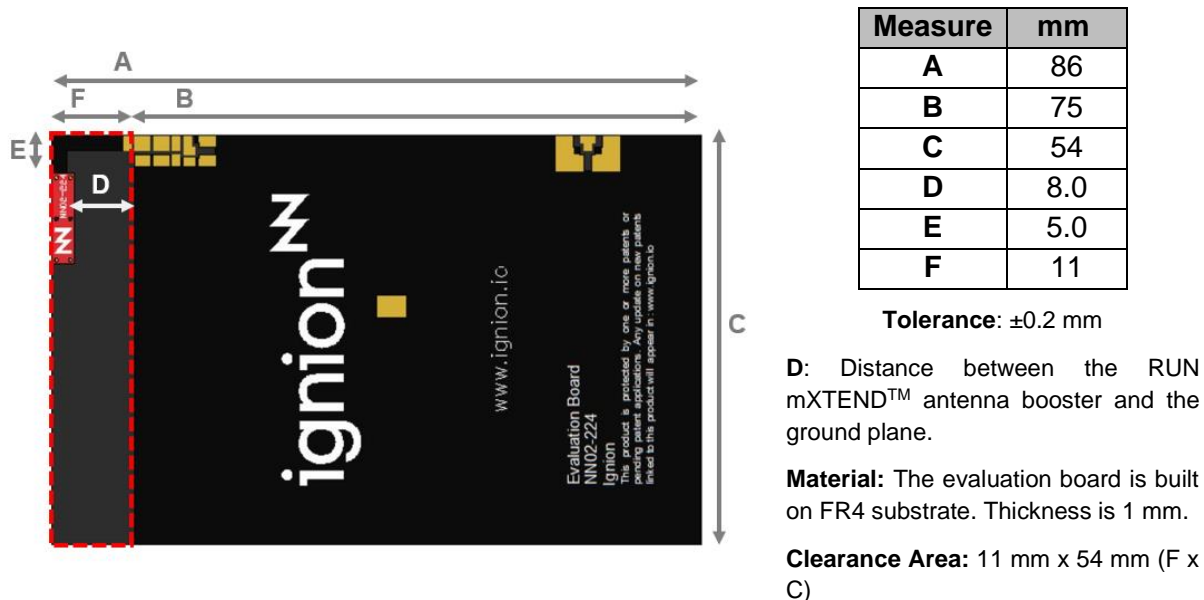 A
F
B
E
D
C
NN02-224
ignion
www.ignion.io
Evaluation Board
NN02-224
Ignion
This product is protected by one or more patents or
pending patent applications. Any update on new patents
linked to this product will appear in: www.ignion.io
Measure mm
A 86
B 75
C 54
D 8.0
E 5.0
F 11
Tolerance: ±0.2 mm
D: Distance between the RUN
mXTENDTM antenna booster and the
ground plane.
Material: The evaluation board is built
on FR4 substrate. Thickness is 1 mm.
Clearance Area: 11 mm x 54 mm (F x
C)